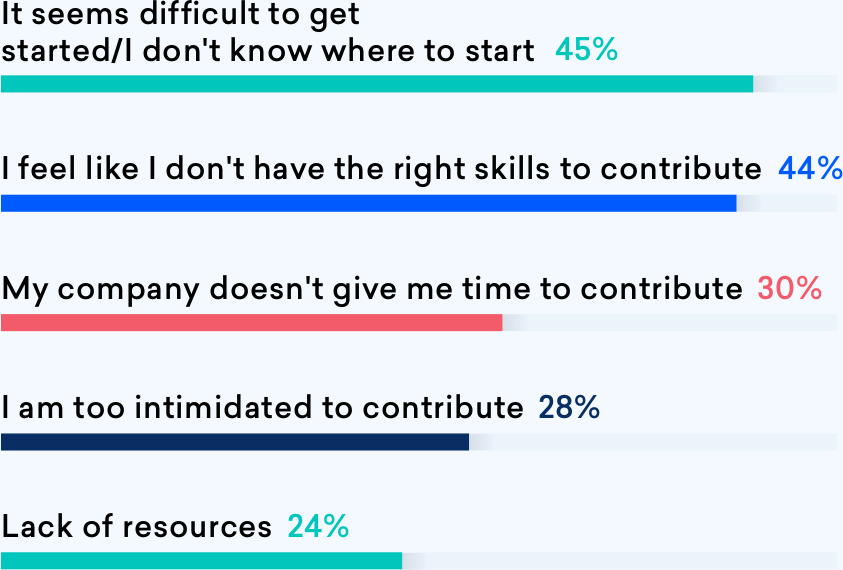 It seems difficult to get
started/I don't know where to start 45%
I feel like I don't have the right skills to contribute 44%
My company doesn't give me time to contribute 30%
I am too intimidated to contribute 28%
Lack of resources 24%